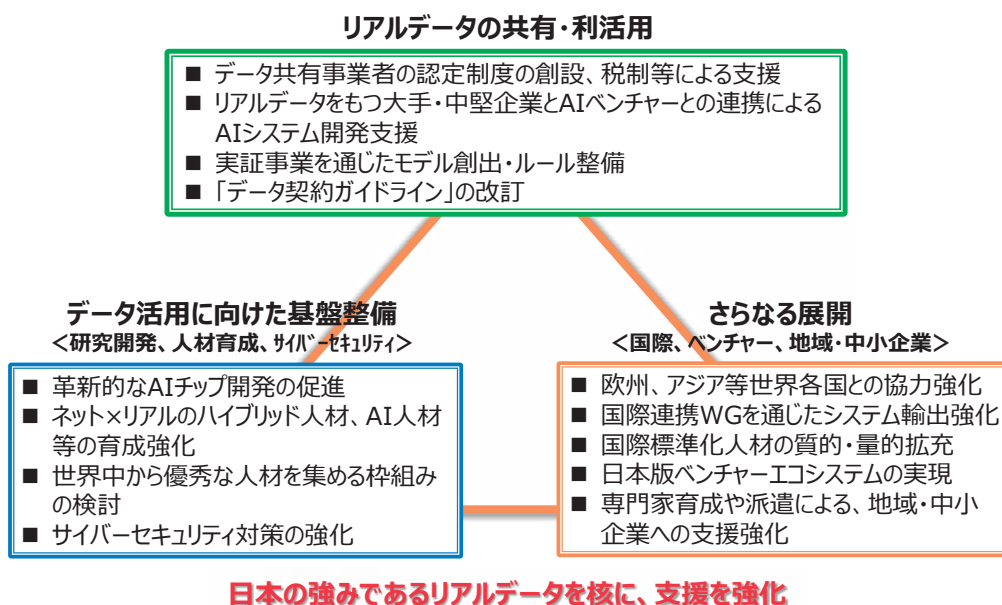 リアルデータの共有・利活用
■ データ共有事業者の認定制度の創設、税制等による支援
■ リアルデータをもつ大手・中堅企業とAIベンチャーとの連携による
AIシステム開発支援
■ 実証事業を通じたモデル創出・ルール整備
■ 「データ契約ガイドライン」の改訂
データ活用に向けた基盤整備
＜研究開発、人材育成、ｻｲﾊﾞｰｾｷｭﾘﾃｨ＞
■ 革新的なAIチップ開発の促進
■ ネット×リアルのハイブリッド人材、AI人材
等の育成強化
■ 世界中から優秀な人材を集める枠組み
の検討
■ サイバーセキュリティ対策の強化
さらなる展開
＜国際、ベンチャー、地域・中小企業＞
■ 欧州、アジア等世界各国との協力強化
■ 国際連携WGを通じたシステム輸出強化
■ 国際標準化人材の質的・量的拡充
■ 日本版ベンチャーエコシステムの実現
■ 専門家育成や派遣による、地域・中小
企業への支援強化
日本の強みであるリアルデータを核に、支援を強化